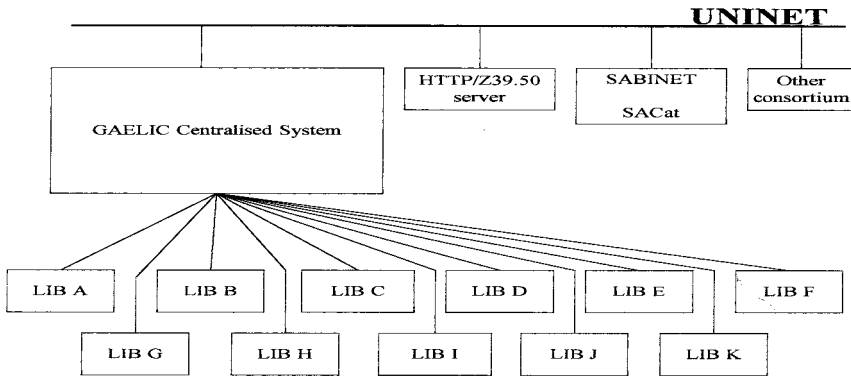 UNINET
HTTP/Z39.50
server
SABINET
SACat
Other
consortium
GAELIC Centralised System
LIB A
LIB B
LIB C
LIB D
LIB E
LIB F
LIB G
LIB H
LIB I
LIB J
LIB K